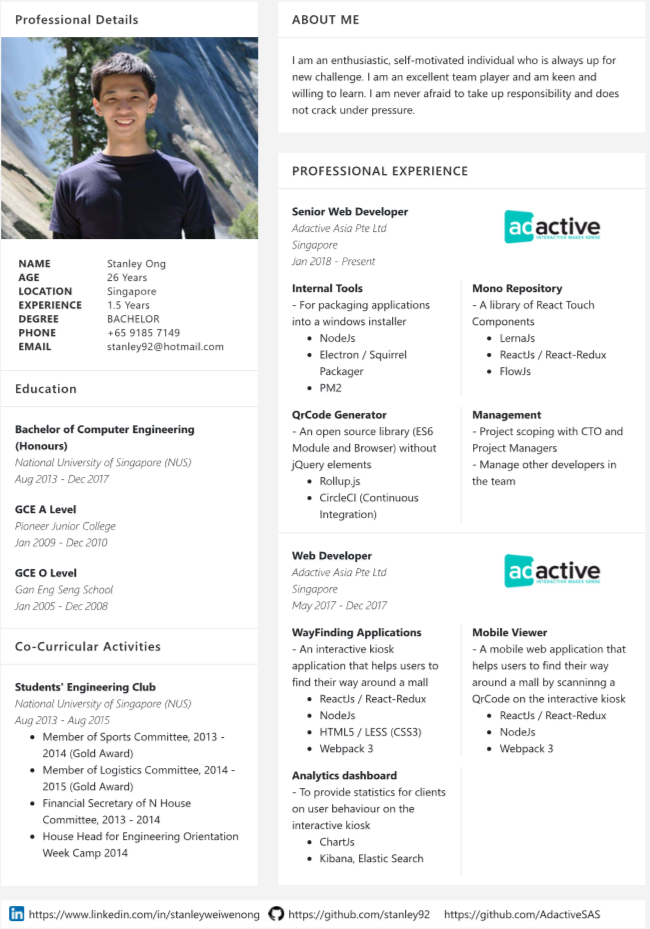 Professional Details
NAME Stanley Ong
AGE 26 Years
LOCATION Singapore
EXPERIENCE 1.5 Years
DEGREE BACHELOR
PHONE +65 9185 7149
EMAIL stanley92@hotmail.com
Education
Bachelor of Computer Engineering
(Honours)
National University of Singapore (NUS)
Aug 2013 - Dec 2017
GCE A Level
Pioneer Junior College
Jan 2009 - Dec 2010
GCE O Level
Gan Eng Seng School
Jan 2005 - Dec 2008
Co-Curricular Activities
Students' Engineering Club
National University of Singapore (NUS)
Aug 2013 - Aug 2015
• Member of Sports Committee, 2013 -
2014 (Gold Award)
• Member of Logistics Committee, 2014 -
2015 (Gold Award)
• Financial Secretary of N House
Committee, 2013 - 2014
• House Head for Engineering Orientation
Week Camp 2014
ABOUT ME
I am an enthusiastic, self-motivated individual who is always up for
new challenge. I am an excellent team player and am keen and
willing to learn. I am never afraid to take up responsibility and does
not crack under pressure.
PROFESSIONAL EXPERIENCE
Senior Web Developer
Adactive Asia Pte Ltd
Singapore
Jan 2018 - Present
adactive
INTERACTIVE MAKES SENSE
Internal Tools
- For packaging applications
into a windows installer
• NodeJs
• Electron / Squirrel
Packager
• PM2
Mono Repository
- A library of React Touch
Components
• LernaJs
• ReactJs / React-Redux
• FlowJs
QrCode Generator
- An open source library (ES6
Module and Browser) without
jQuery elements
• Rollup.js
• CircleCI (Continuous
Integration)
Management
- Project scoping with CTO and
Project Managers
- Manage other developers in
the team
Web Developer
Adactive Asia Pte Ltd
Singapore
May 2017 - Dec 2017
adactive
INTERACTIVE MAKES SENSE
WayFinding Applications
- An interactive kiosk
application that helps users to
find their way around a mall
• ReactJs / React-Redux
• NodeJs
• HTML5 / LESS (CSS3)
• Webpack 3
Mobile Viewer
- A mobile web application that
helps users to find their way
around a mall by scanninng a
QrCode on the interactive kiosk
• ReactJs / React-Redux
• NodeJs
• Webpack 3
Analytics dashboard
- To provide statistics for clients
on user behaviour on the
interactive kiosk
• ChartJs
• Kibana, Elastic Search
in https://www.linkedin.com/in/stanleyweiwenong https://github.com/stanley92 https://github.com/AdactiveSAS